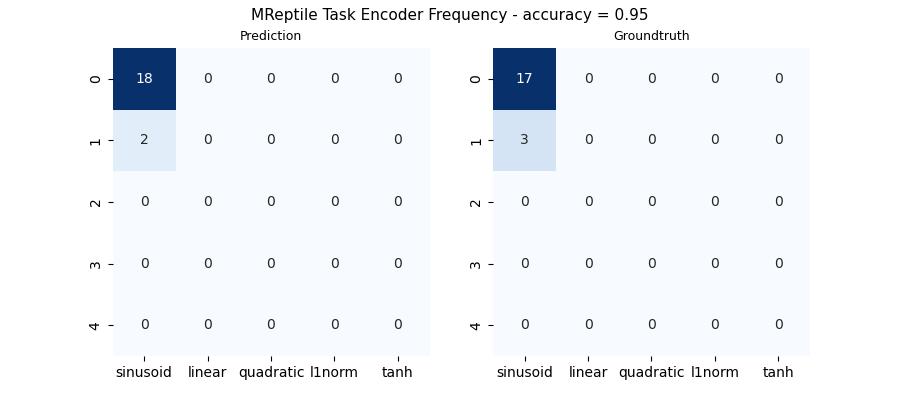 MReptile Task Encoder Frequency - accuracy = 0.95
Prediction
Groundtruth
0 18 0 0 0 0
0 17 0 0 0 0
1 2 0 0 0 0
1 3 0 0 0 0
2 0 0 0 0 0
2 0 0 0 0 0
3 0 0 0 0 0
3 0 0 0 0 0
4 0 0 0 0 0
4 0 0 0 0 0
sinusoid linear quadratic l1norm tanh
sinusoid linear quadratic l1norm tanh